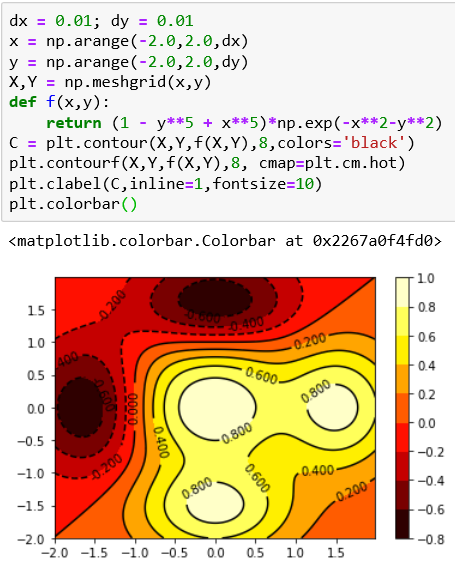 dx = 0.01; dy = 0.01
x = np.arange(-2.0,2.0,dx)
y = np.arange(-2.0,2.0,dy)
X,Y = np.meshgrid(x,y)
def f(x,y):
    return (1 - y**5 + x**5)*np.exp(-x**2-y**2)
C = plt.contour(X,Y,f(X,Y),8,colors='black')
plt.contourf(X,Y,f(X,Y),8, cmap=plt.cm.hot)
plt.clabel(C,inline=1,fontsize=10)
plt.colorbar()
<matplotlib.colorbar.Colorbar at 0x2267a0f4fd0>
1.5
1.0
0.5
0.0
−0.5
−1.0
−1.5
−2.0
−2.0 −1.5 −1.0 −0.5 0.0 0.5 1.0 1.5
-0.200
-0.600
-0.400
0.200
0.600
0.800
0.000
0.800
0.400
-0.200
0.800
0.600
0.400
0.200
1.0
0.8
0.6
0.4
0.2
0.0
−0.2
−0.4
−0.6
−0.8